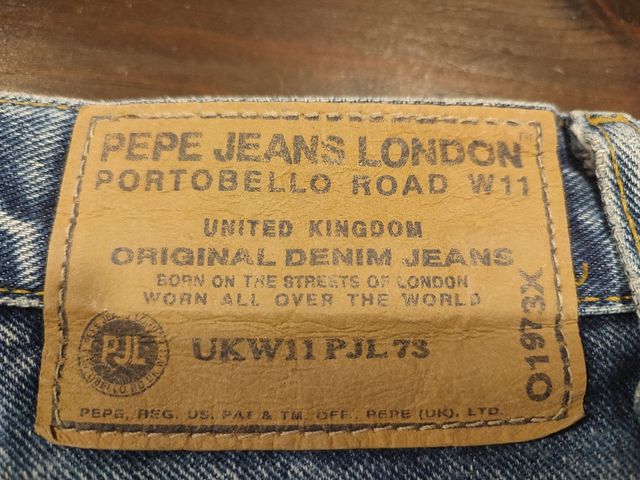 PEPE JEANS LONDON™
PORTOBELLO ROAD W11
UNITED KINGDOM
ORIGINAL DENIM JEANS
BORN ON THE STREETS OF LONDON
WORN ALL OVER THE WORLD
PJL
UKW11 PJL 73
O1973X
PEPE, REG. US. PAT & TM. OFF. PEPE (UK). LTD.